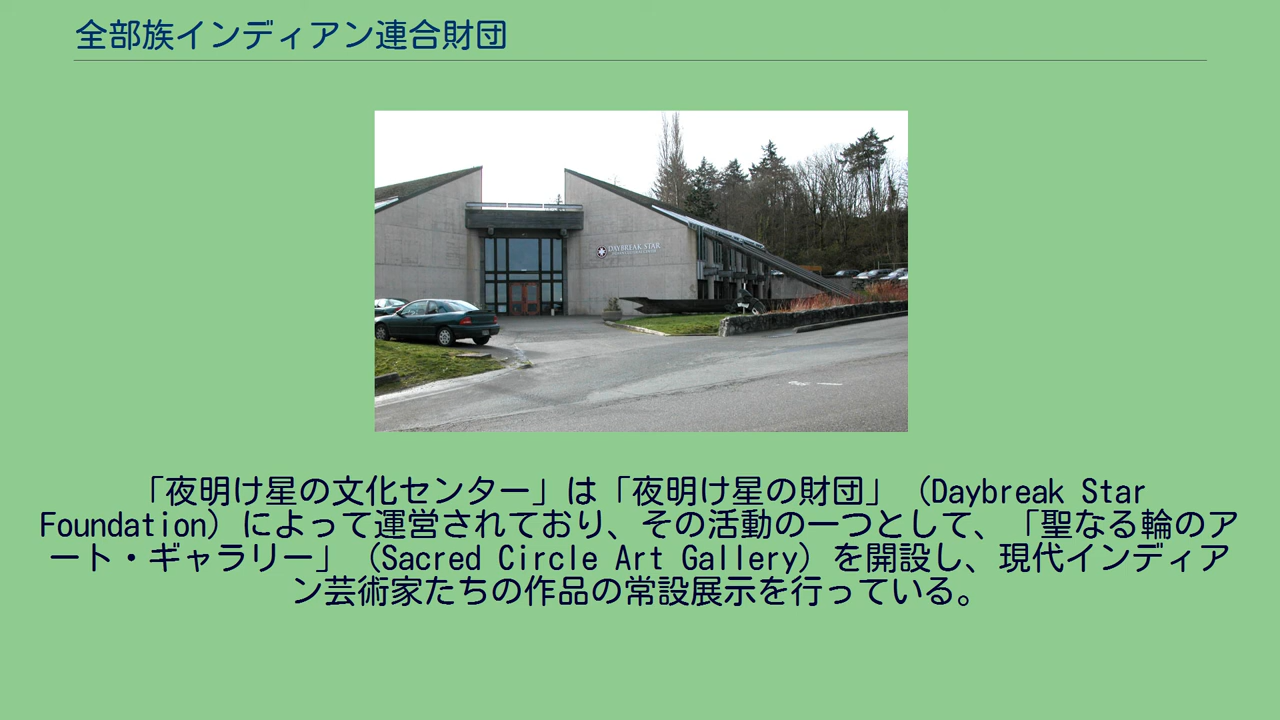 全部族インディアン連合財団
DAYBREAK STAR
「夜明け星の文化センター」は「夜明け星の財団」（Daybreak Star
Foundation）によって運営されており、その活動の一つとして、「聖なる輪のア
ート・ギャラリー」（Sacred Circle Art Gallery）を開設し、現代インディア
ン芸術家たちの作品の常設展示を行っている。